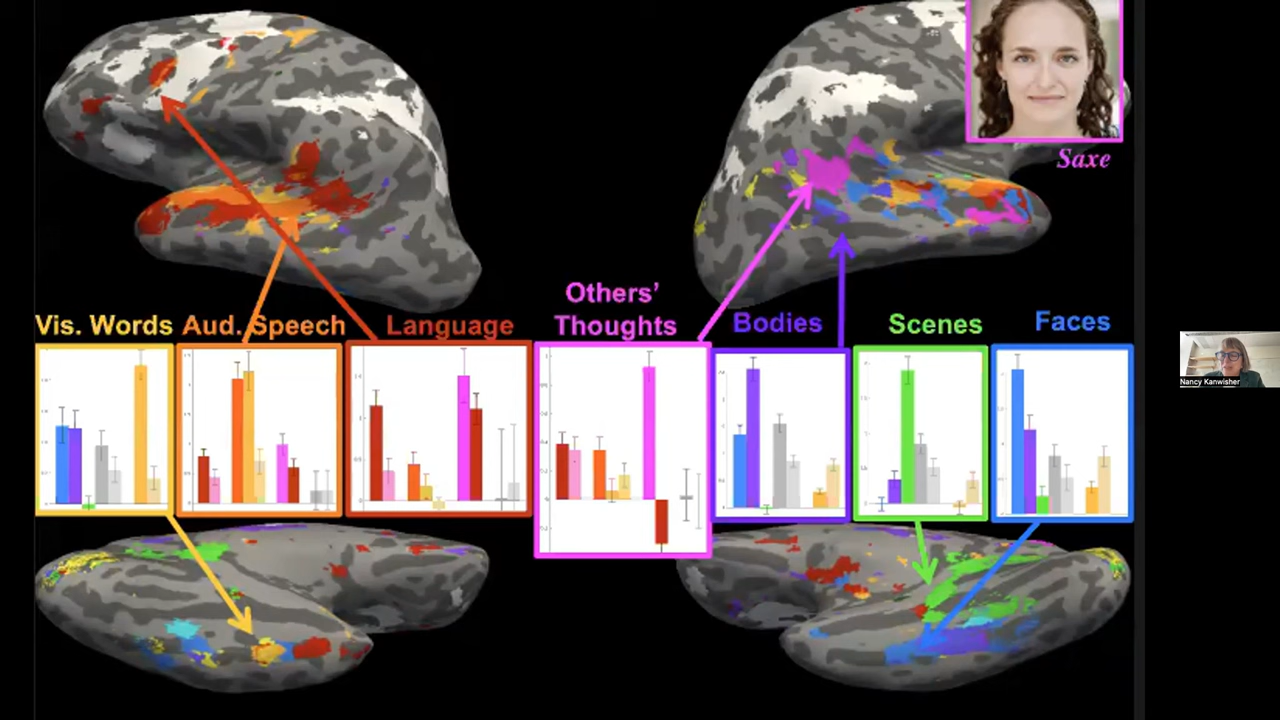 Saxe
Others'
Thoughts
Vis. Words
Aud. Speech
Language
Bodies
Scenes
Faces
Nancy Kanwisher